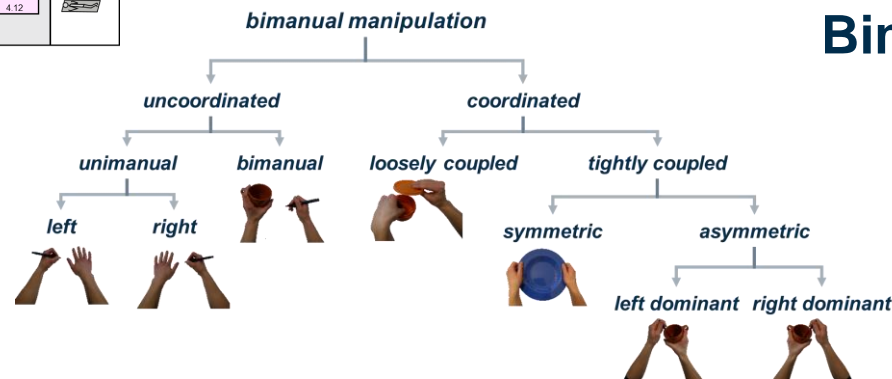 4.12
Bim
bimanual manipulation
uncoordinated coordinated
unimanual bimanual loosely coupled tightly coupled
left right symmetric asymmetric
left dominant right dominant